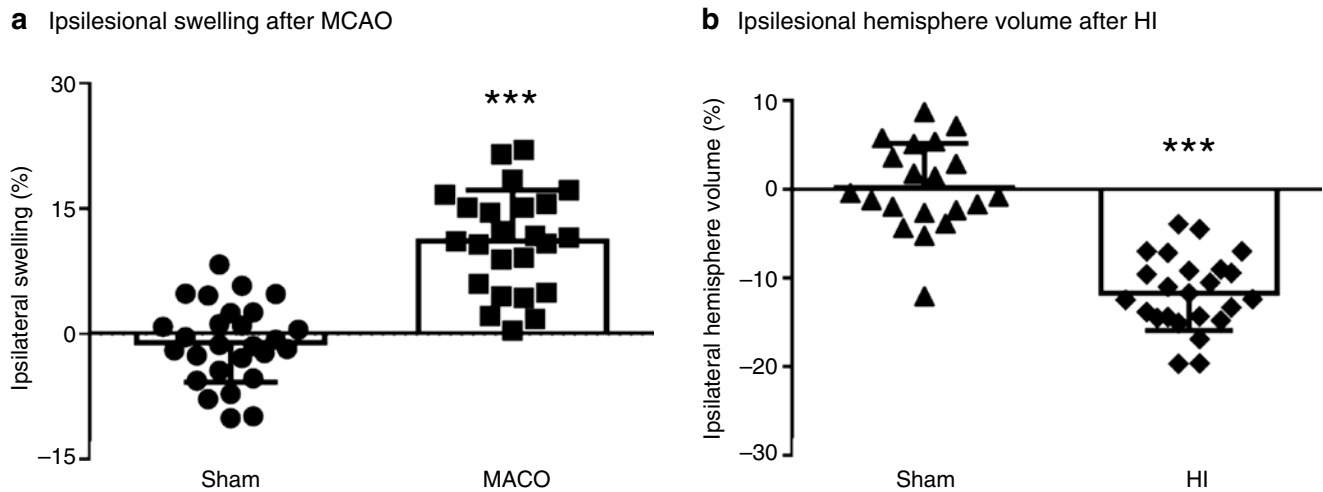 a Ipsilesional swelling after MCAO
Ipsilateral swelling (%)
30
15
0
–15
***
Sham
MACO
b Ipsilesional hemisphere volume after HI
Ipsilateral hemisphere volume (%)
10
0
–10
–20
–30
***
Sham
HI